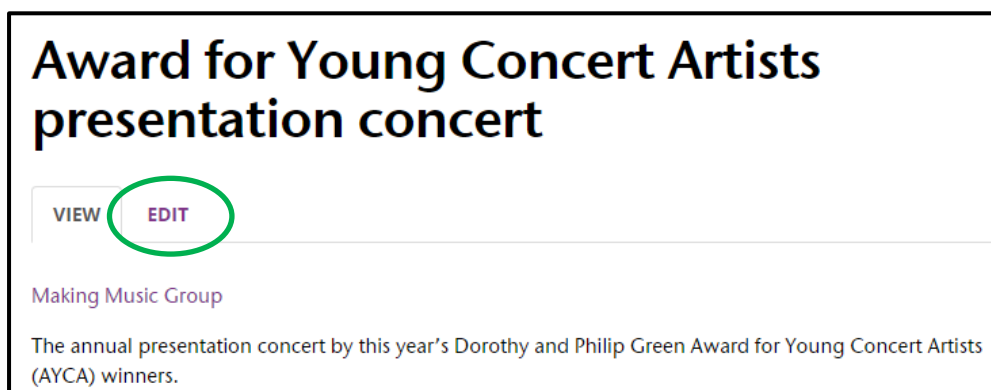 Award for Young Concert Artists
presentation concert
VIEW EDIT
Making Music Group
The annual presentation concert by this year’s Dorothy and Philip Green Award for Young Concert Artists
(AYCA) winners.